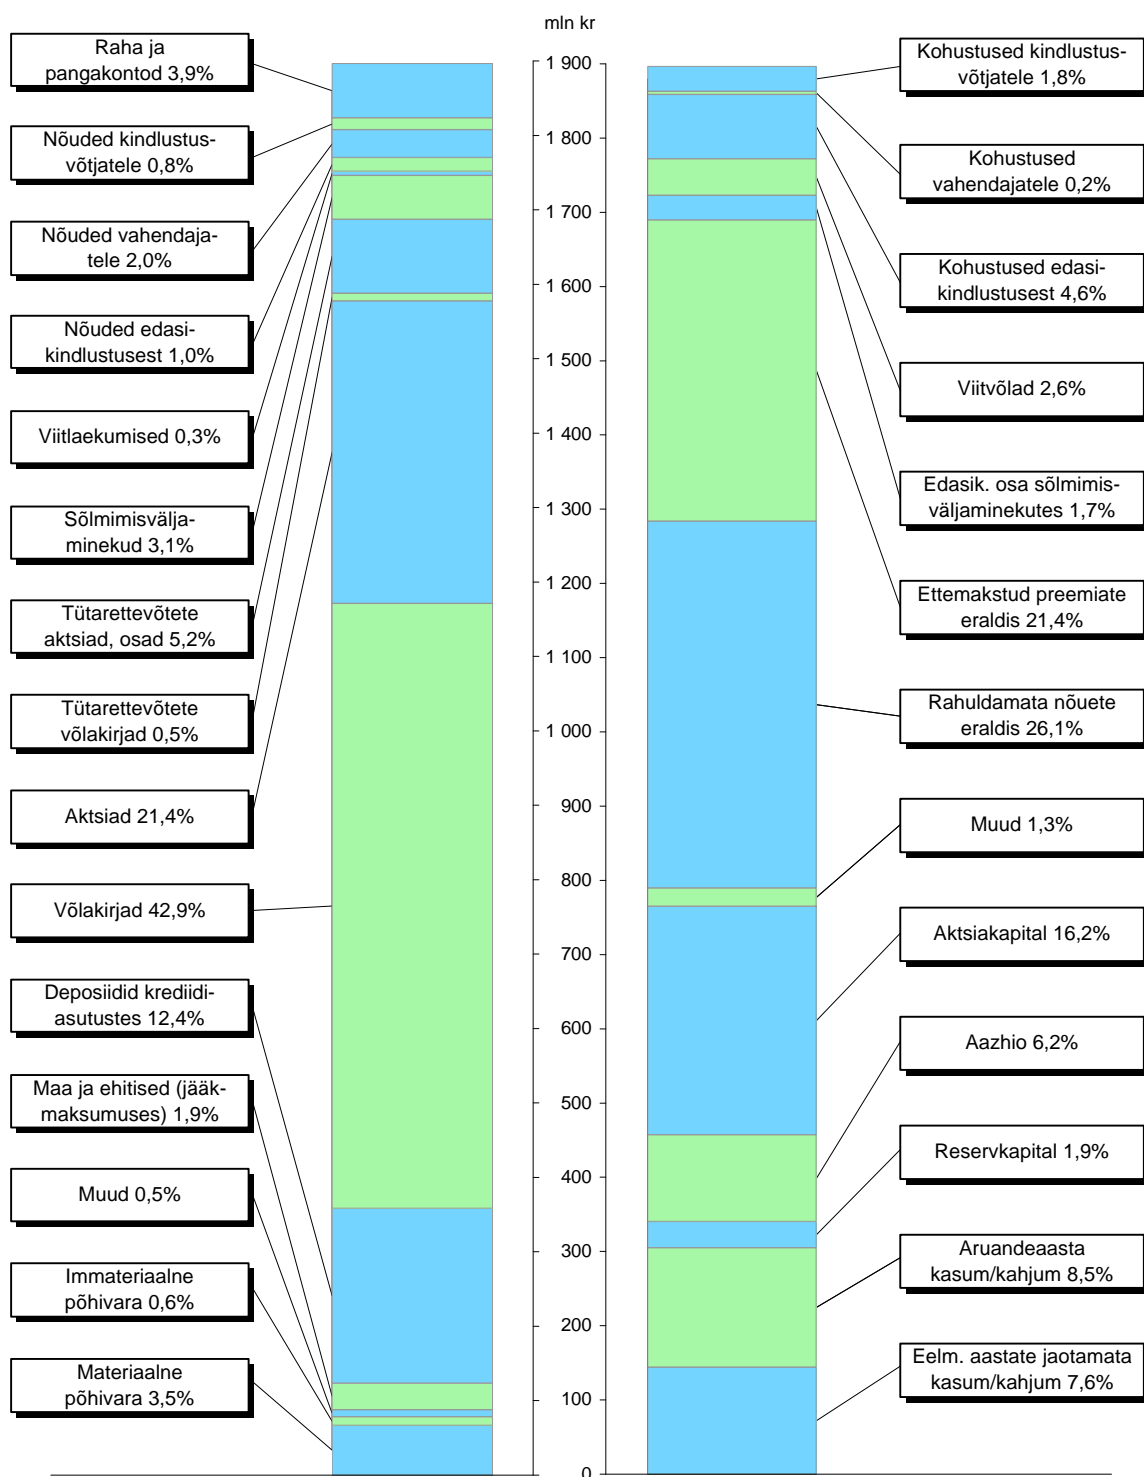 mln kr
Raha ja
pangakontod 3,9%
Nõuded kindlustus-
võtjatele 0,8%
Nõuded vahendaja-
tele 2,0%
Nõuded edasi-
kindlustusest 1,0%
Viitlaekumised 0,3%
Sõlmimisvälja-
minekud 3,1%
Tütarettevõtete
aktsiad, osad 5,2%
Tütarettevõtete
võlakirjad 0,5%
Aktsiad 21,4%
Võlakirjad 42,9%
Deposiidid krediidi-
asutustes 12,4%
Maa ja ehitised (jääk-
maksumuses) 1,9%
Muud 0,5%
Immateriaalne
põhivara 0,6%
Materiaalne
põhivara 3,5%
1 900
1 800
1 700
1 600
1 500
1 400
1 300
1 200
1 100
1 000
900
800
700
600
500
400
300
200
100
0
Kohustused kindlustus-
võtjatele 1,8%
Kohustused
vahendajatele 0,2%
Kohustused edasi-
kindlustusest 4,6%
Viitvõlad 2,6%
Edasik. osa sõlmimis-
väljaminekutes 1,7%
Ettemakstud preemiate
eraldis 21,4%
Rahuldamata nõuete
eraldis 26,1%
Muud 1,3%
Aktsiakapital 16,2%
Aazhio 6,2%
Reservkapital 1,9%
Aruandeaasta
kasum/kahjum 8,5%
Eelm. aastate jaotamata
kasum/kahjum 7,6%